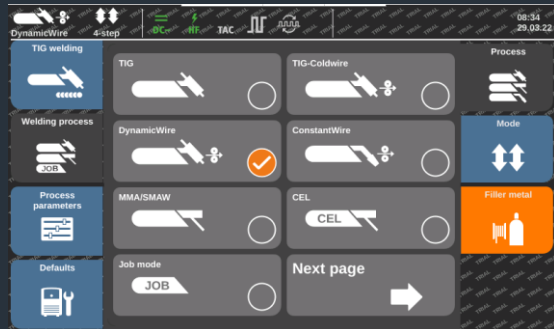 DynamicWire
4-step
DC-
HF
TAC
08:34
29.03.22
TIG welding
Welding process
JOB
Process
parameters
Defaults
TIG
TIG-Coldwire
DynamicWire
ConstantWire
MMA/SMAW
CEL
CEL
Job mode
JOB
Next page
Process
Mode
Filler metal
TRIAL